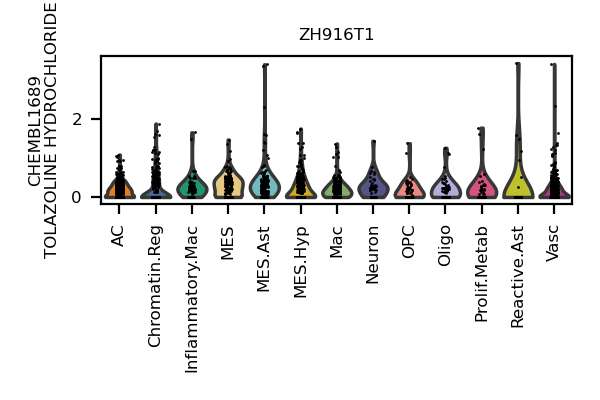 ZH916T1
CHEMBL1689
TOLAZOLINE HYDROCHLORIDE
2
0
AC
Chromatin.Reg
Inflammatory.Mac
MES
MES.Ast
MES.Hyp
Mac
Neuron
OPC
Oligo
Prolif.Metab
Reactive.Ast
Vasc